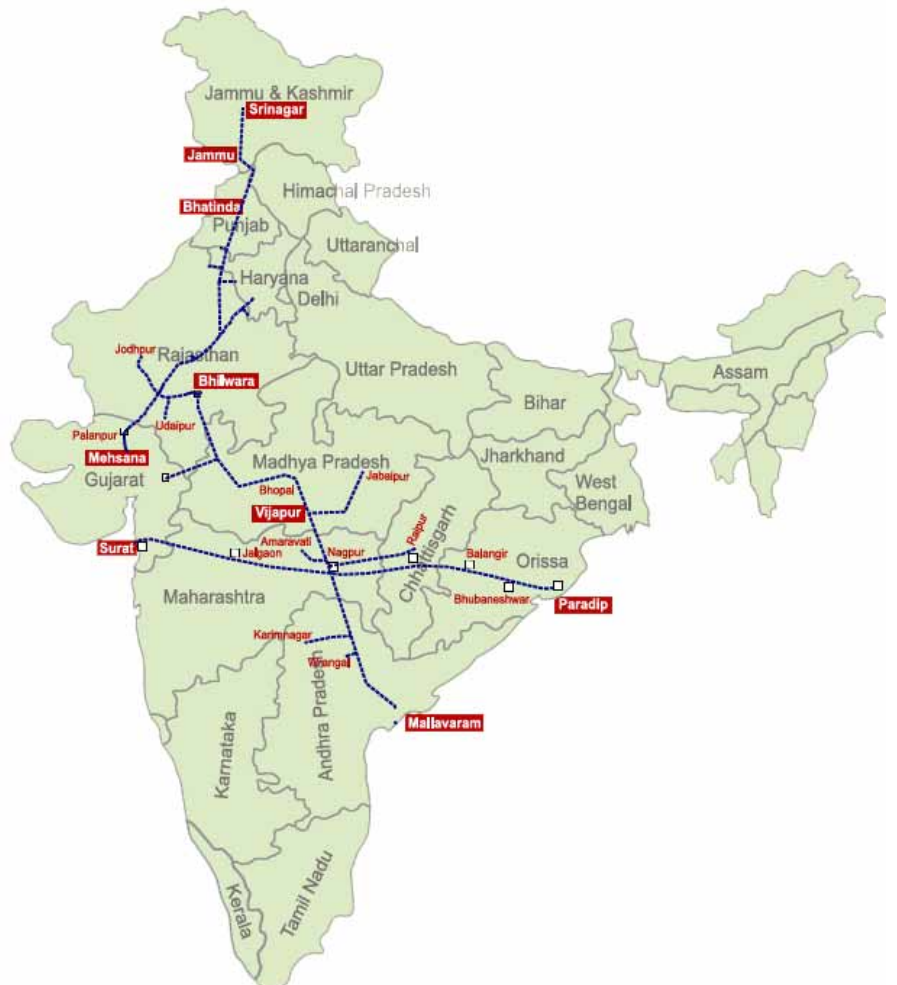 Jammu & Kashmir
Srinagar
Jammu
Himachal Pradesh
Bhatinda
Punjab
Uttaranchal
Haryana
Delhi
Jodhpur
Rajasthan
Uttar Pradesh
Assam
Bhilwara
Bihar
Udaipur
Palanpur
Mehsana
Madhya Pradesh
Jharkhand
Gujarat
Jabalpur
West
Bengal
Bhopal
Vijapur
Raipur
Chhattisgarh
Amaravati
Surat
Jalgaon
Nagpur
Balangir
Orissa
Maharashtra
Bhubaneshwar
Paradip
Karimnagar
Andhra Pradesh
Mallavaram
Karnataka
Kerala
Tamil Nadu